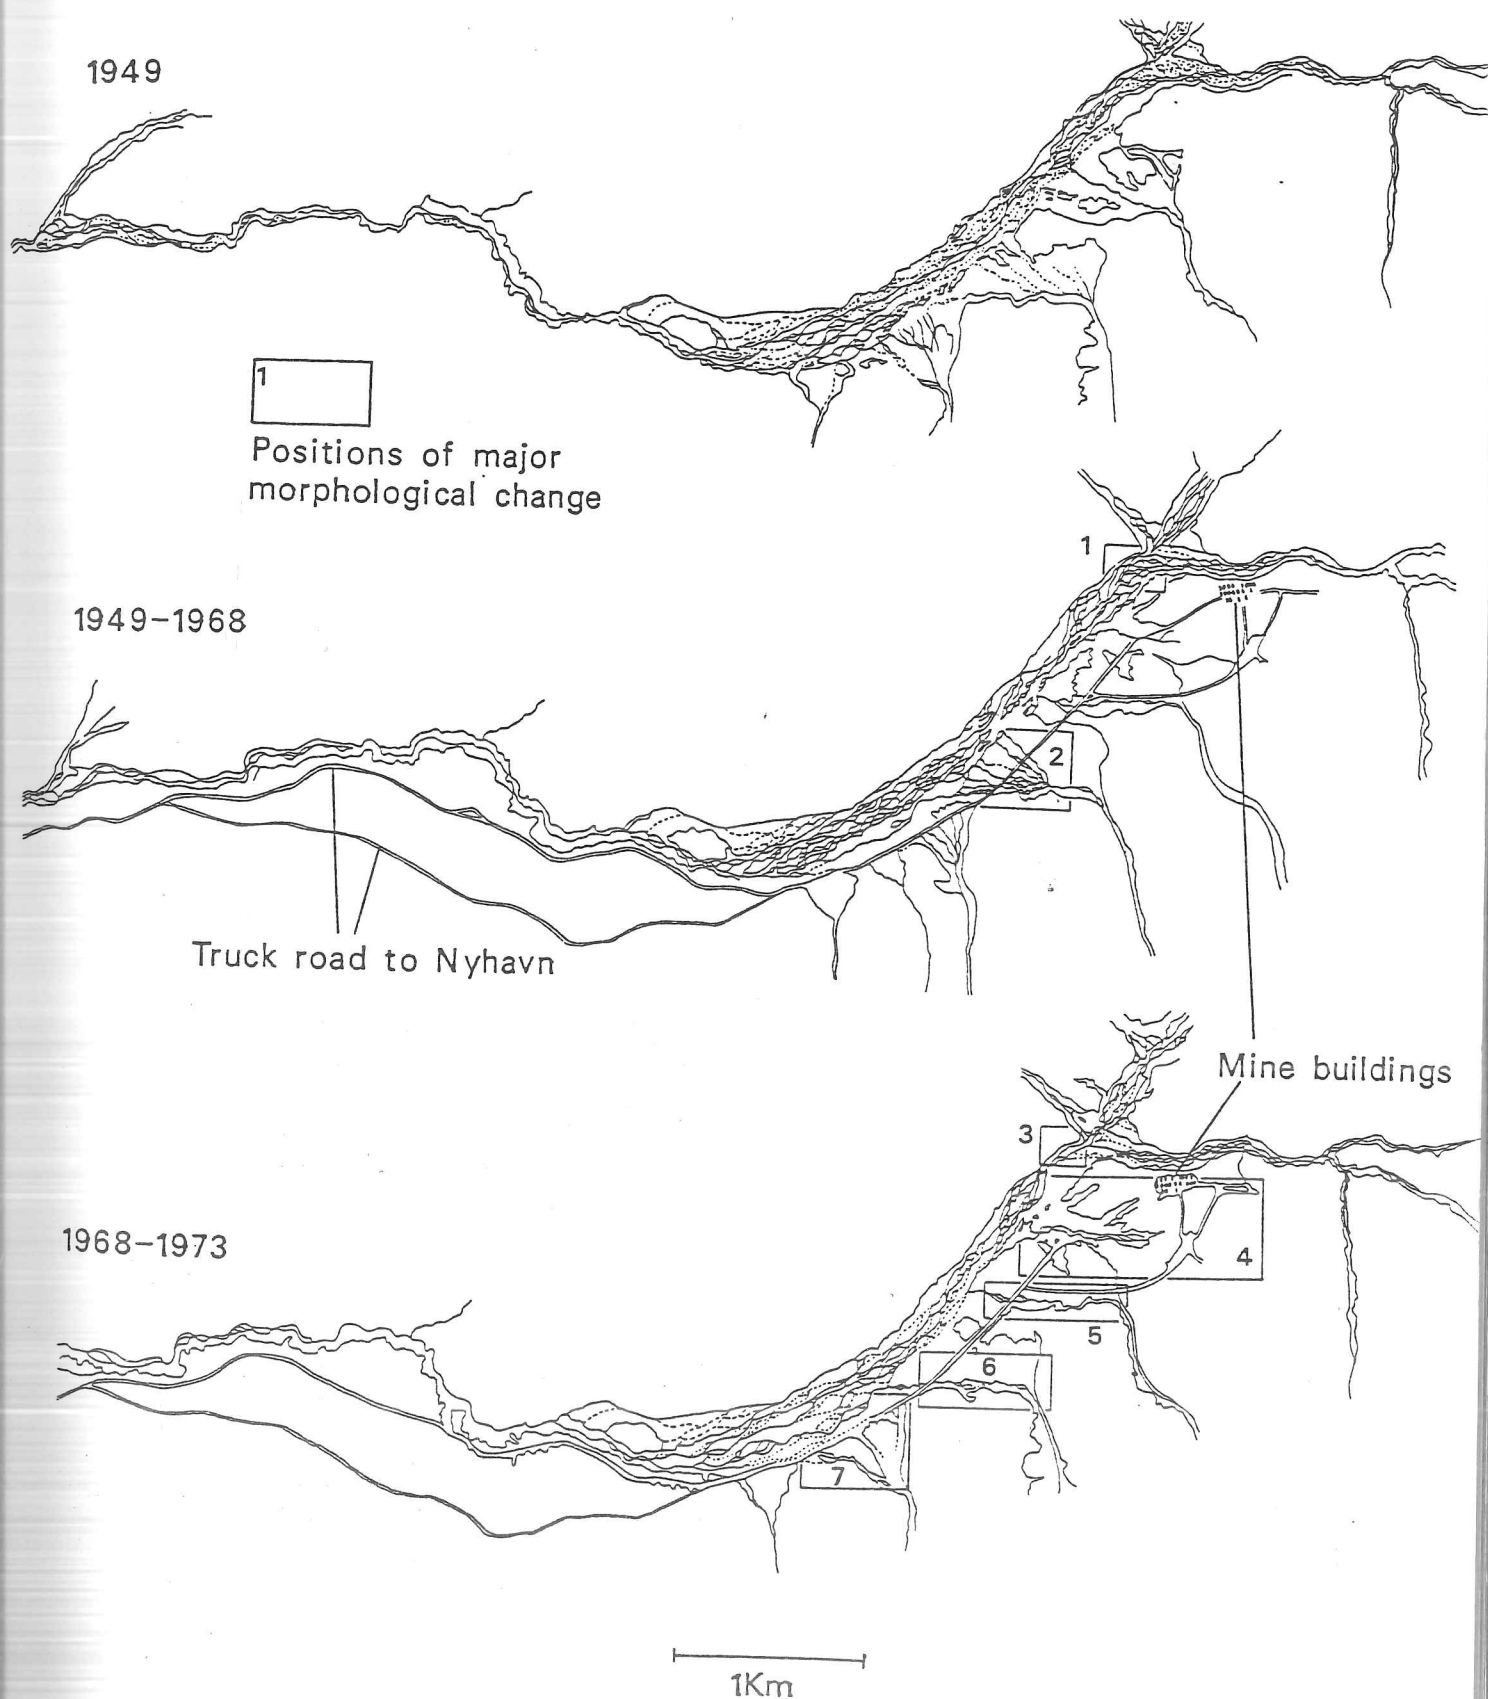 1949
1
Positions of major
morphological change
1
1949-1968
2
Truck road to Nyhavn
Mine buildings
3
1968-1973
4
5
6
7
1Km